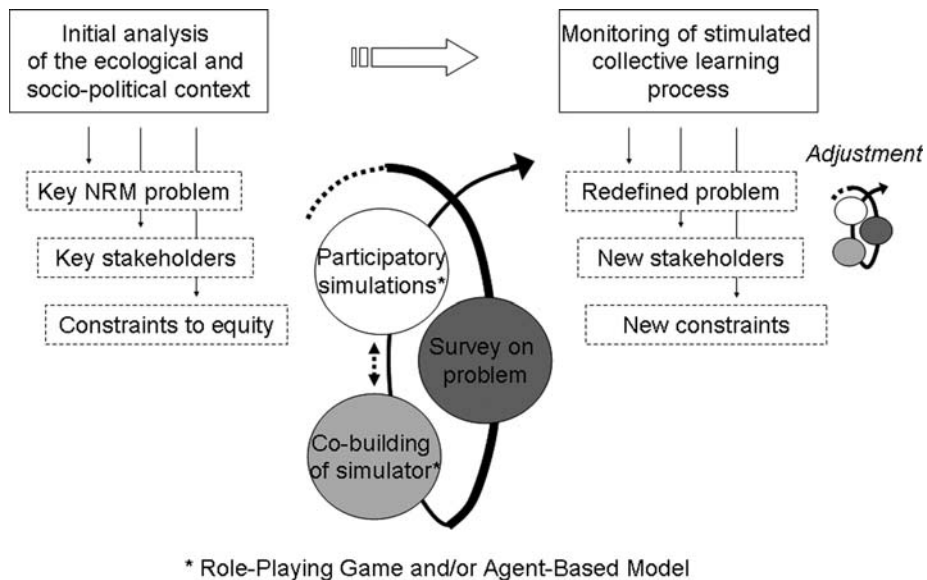 Initial analysis
of the ecological and
socio-political context
Key NRM problem
Key stakeholders
Constraints to equity
Participatory
simulations*
Survey on
problem
Co-building
of simulator*
Monitoring of stimulated
collective learning
process
Redefined problem
New stakeholders
New constraints
Adjustment
* Role-Playing Game and/or Agent-Based Model